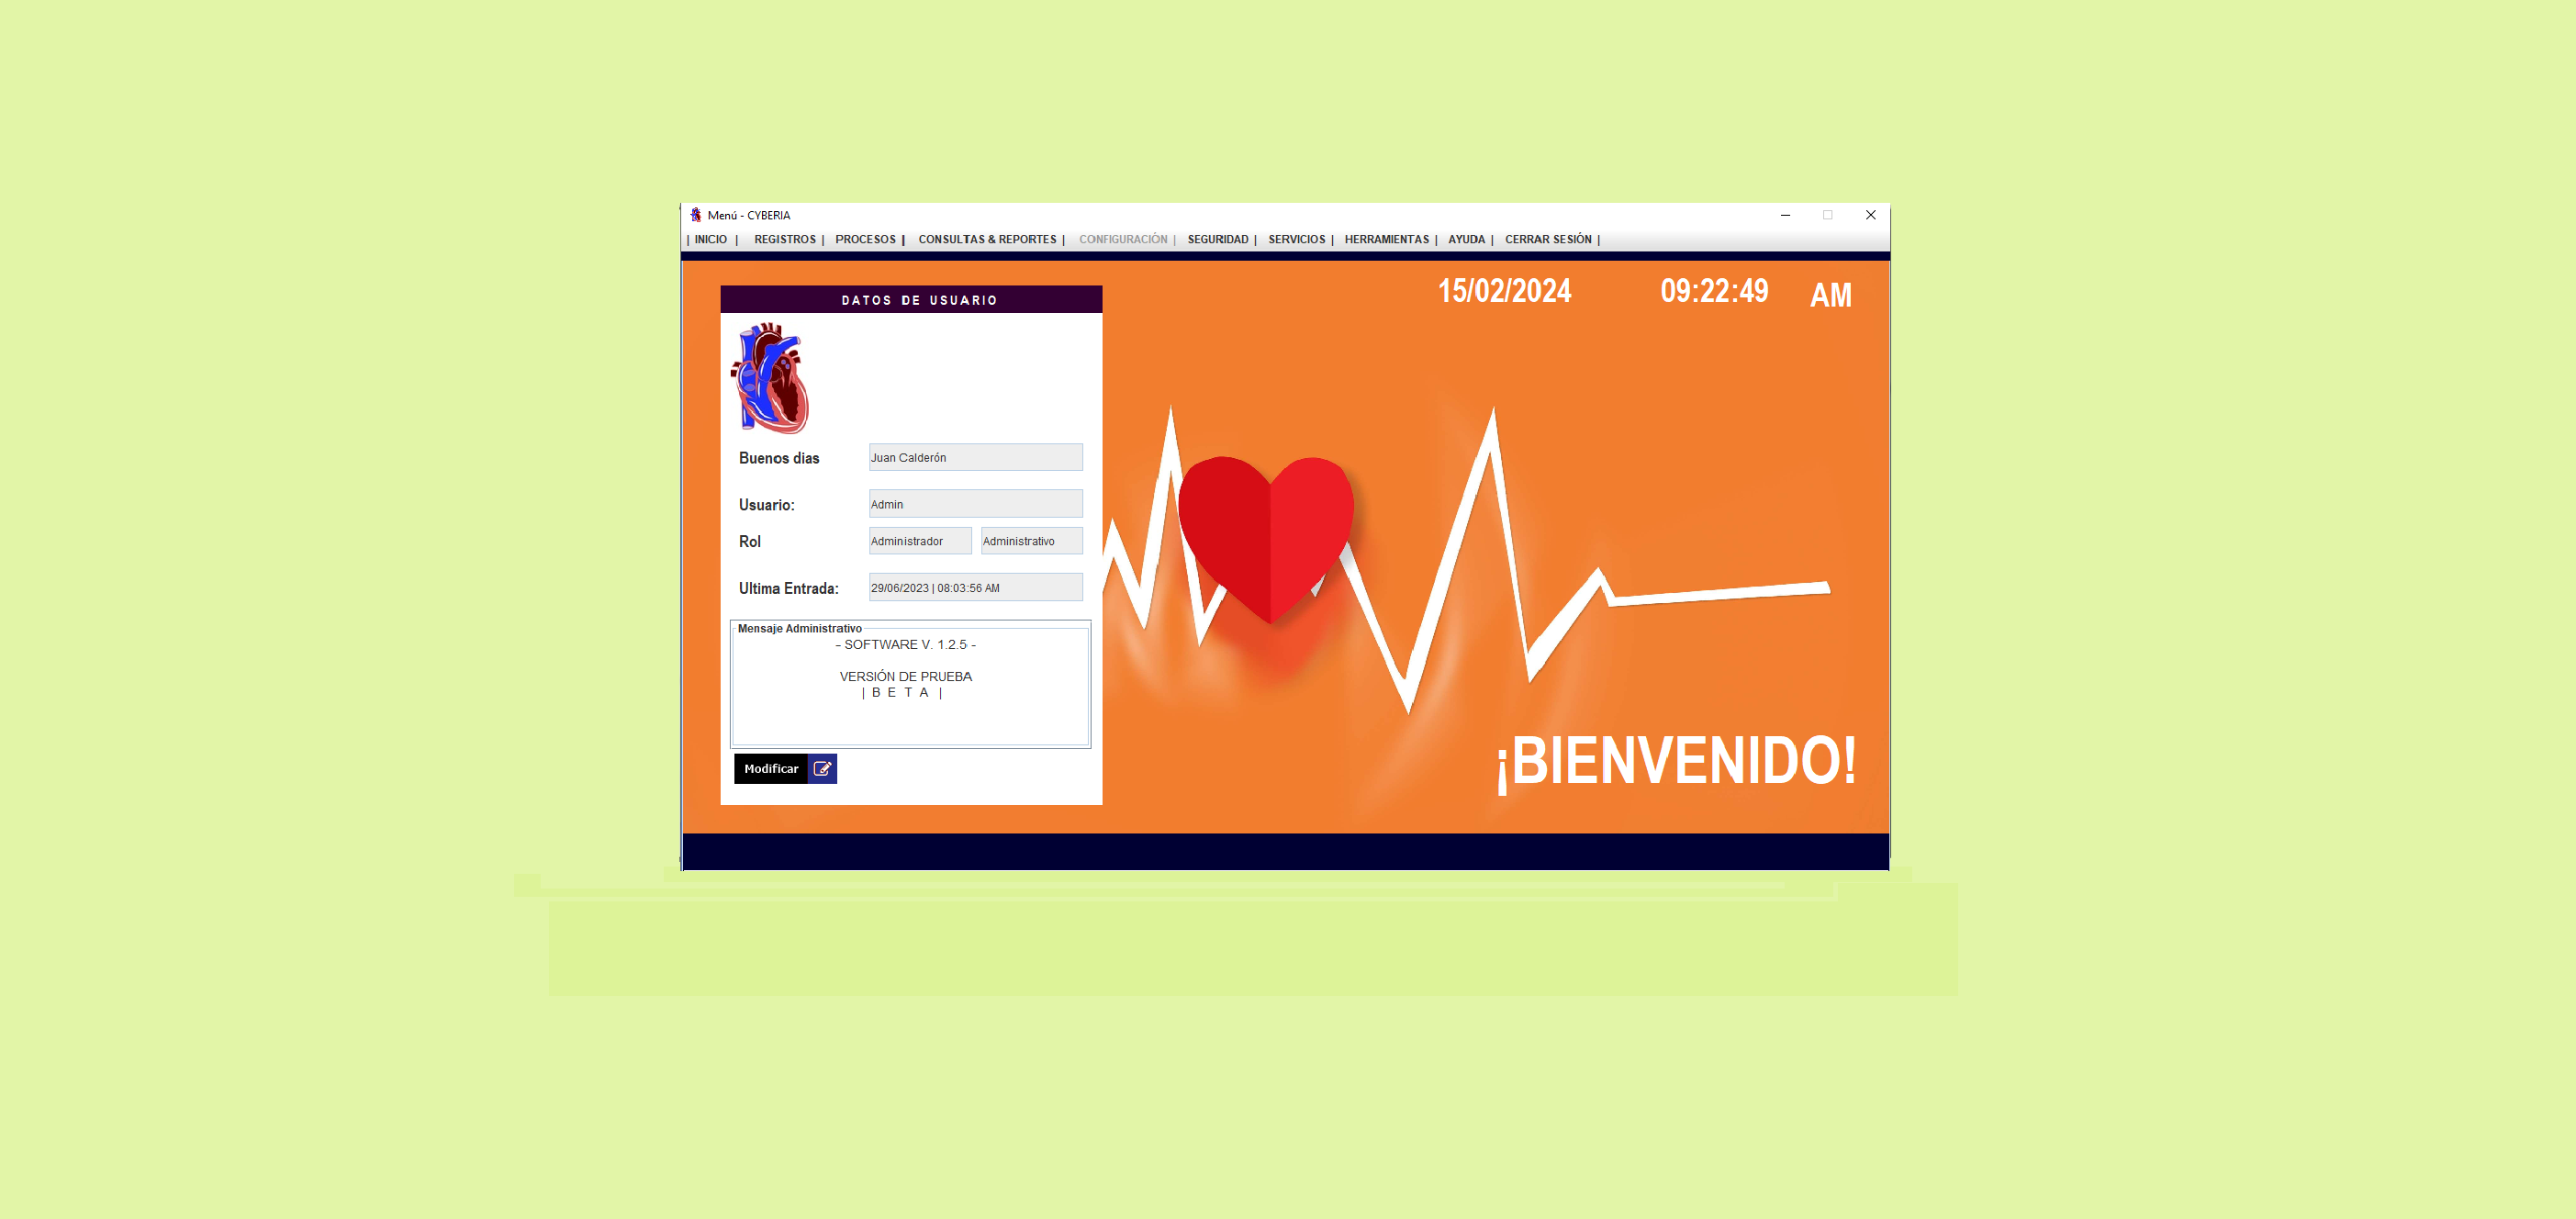 Menú - CYBERIA
| INICIO | REGISTROS | PROCESOS | CONSULTAS & REPORTES | CONFIGURACIÓN | SEGURIDAD | SERVICIOS | HERRAMIENTAS | AYUDA | CERRAR SESIÓN |
15/02/2024 09:22:49 AM
DATOS DE USUARIO
Buenos dias Juan Calderón
Usuario: Admin
Rol Administrador Administrativo
Ultima Entrada: 29/06/2023 | 08:03:56 AM
Mensaje Administrativo
- SOFTWARE V. 1.2.5 -
VERSIÓN DE PRUEBA
| B E T A |
Modificar
¡BIENVENIDO!